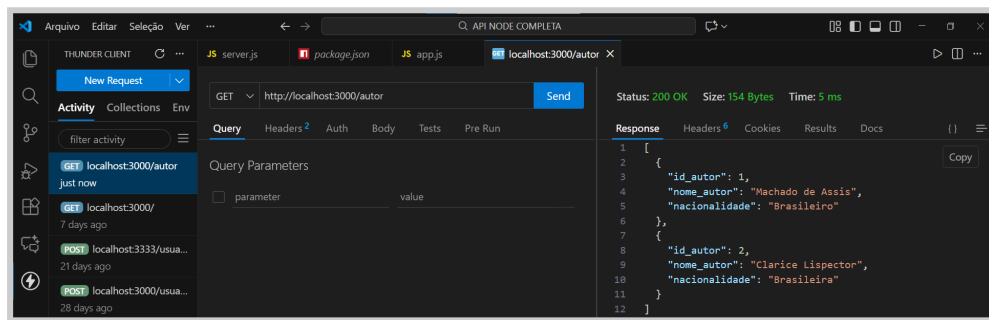 Arquivo Editar Seleção Ver ... API NODE COMPLETA
THUNDER CLIENT ...
JS server.js package.json JS app.js localhost:3000/autor
New Request
Activity Collections Env
filter activity
GET localhost:3000/autor
just now
GET localhost:3000/
7 days ago
POST localhost:3333/usua...
21 days ago
POST localhost:3000/usua...
28 days ago
GET http://localhost:3000/autor Send
Query Headers 2 Auth Body Tests Pre Run
Query Parameters
parameter value
Status: 200 OK Size: 154 Bytes Time: 5 ms
Response Headers 6 Cookies Results Docs { }
Copy
1 [
2 {
3 "id_autor": 1,
4 "nome_autor": "Machado de Assis",
5 "nacionalidade": "Brasileiro"
6 },
7 {
8 "id_autor": 2,
9 "nome_autor": "Clarice Lispector",
10 "nacionalidade": "Brasileira"
11 }
12 ]